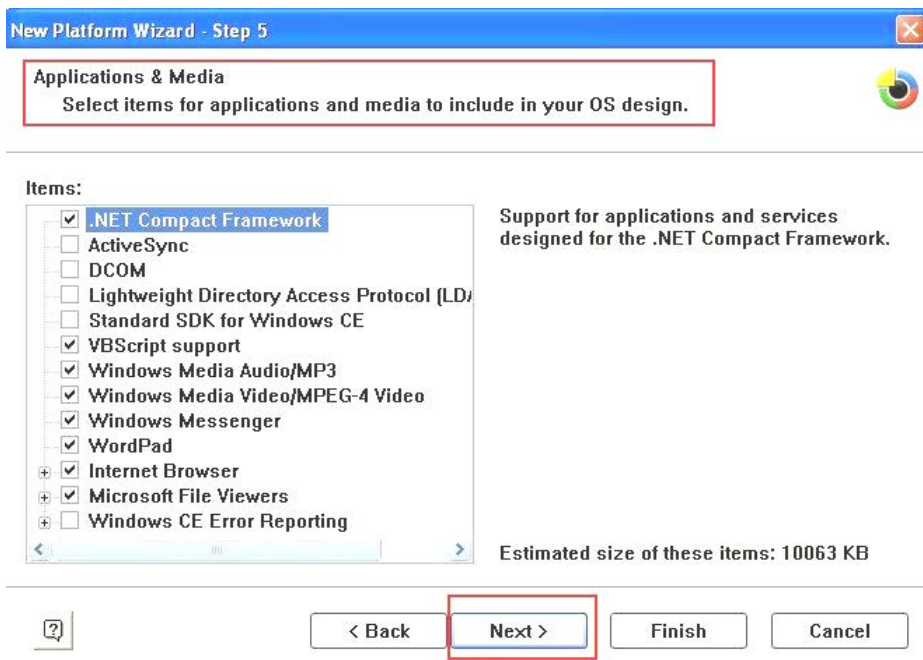 New Platform Wizard - Step 5
Applications & Media
Select items for applications and media to include in your OS design.
Items:
.NET Compact Framework
ActiveSync
DCOM
Lightweight Directory Access Protocol (LDA
Standard SDK for Windows CE
VBScript support
Windows Media Audio/MP3
Windows Media Video/MPEG-4 Video
Windows Messenger
WordPad
Internet Browser
Microsoft File Viewers
Windows CE Error Reporting
Support for applications and services
designed for the .NET Compact Framework.
Estimated size of these items: 10063 KB
? < Back Next > Finish Cancel